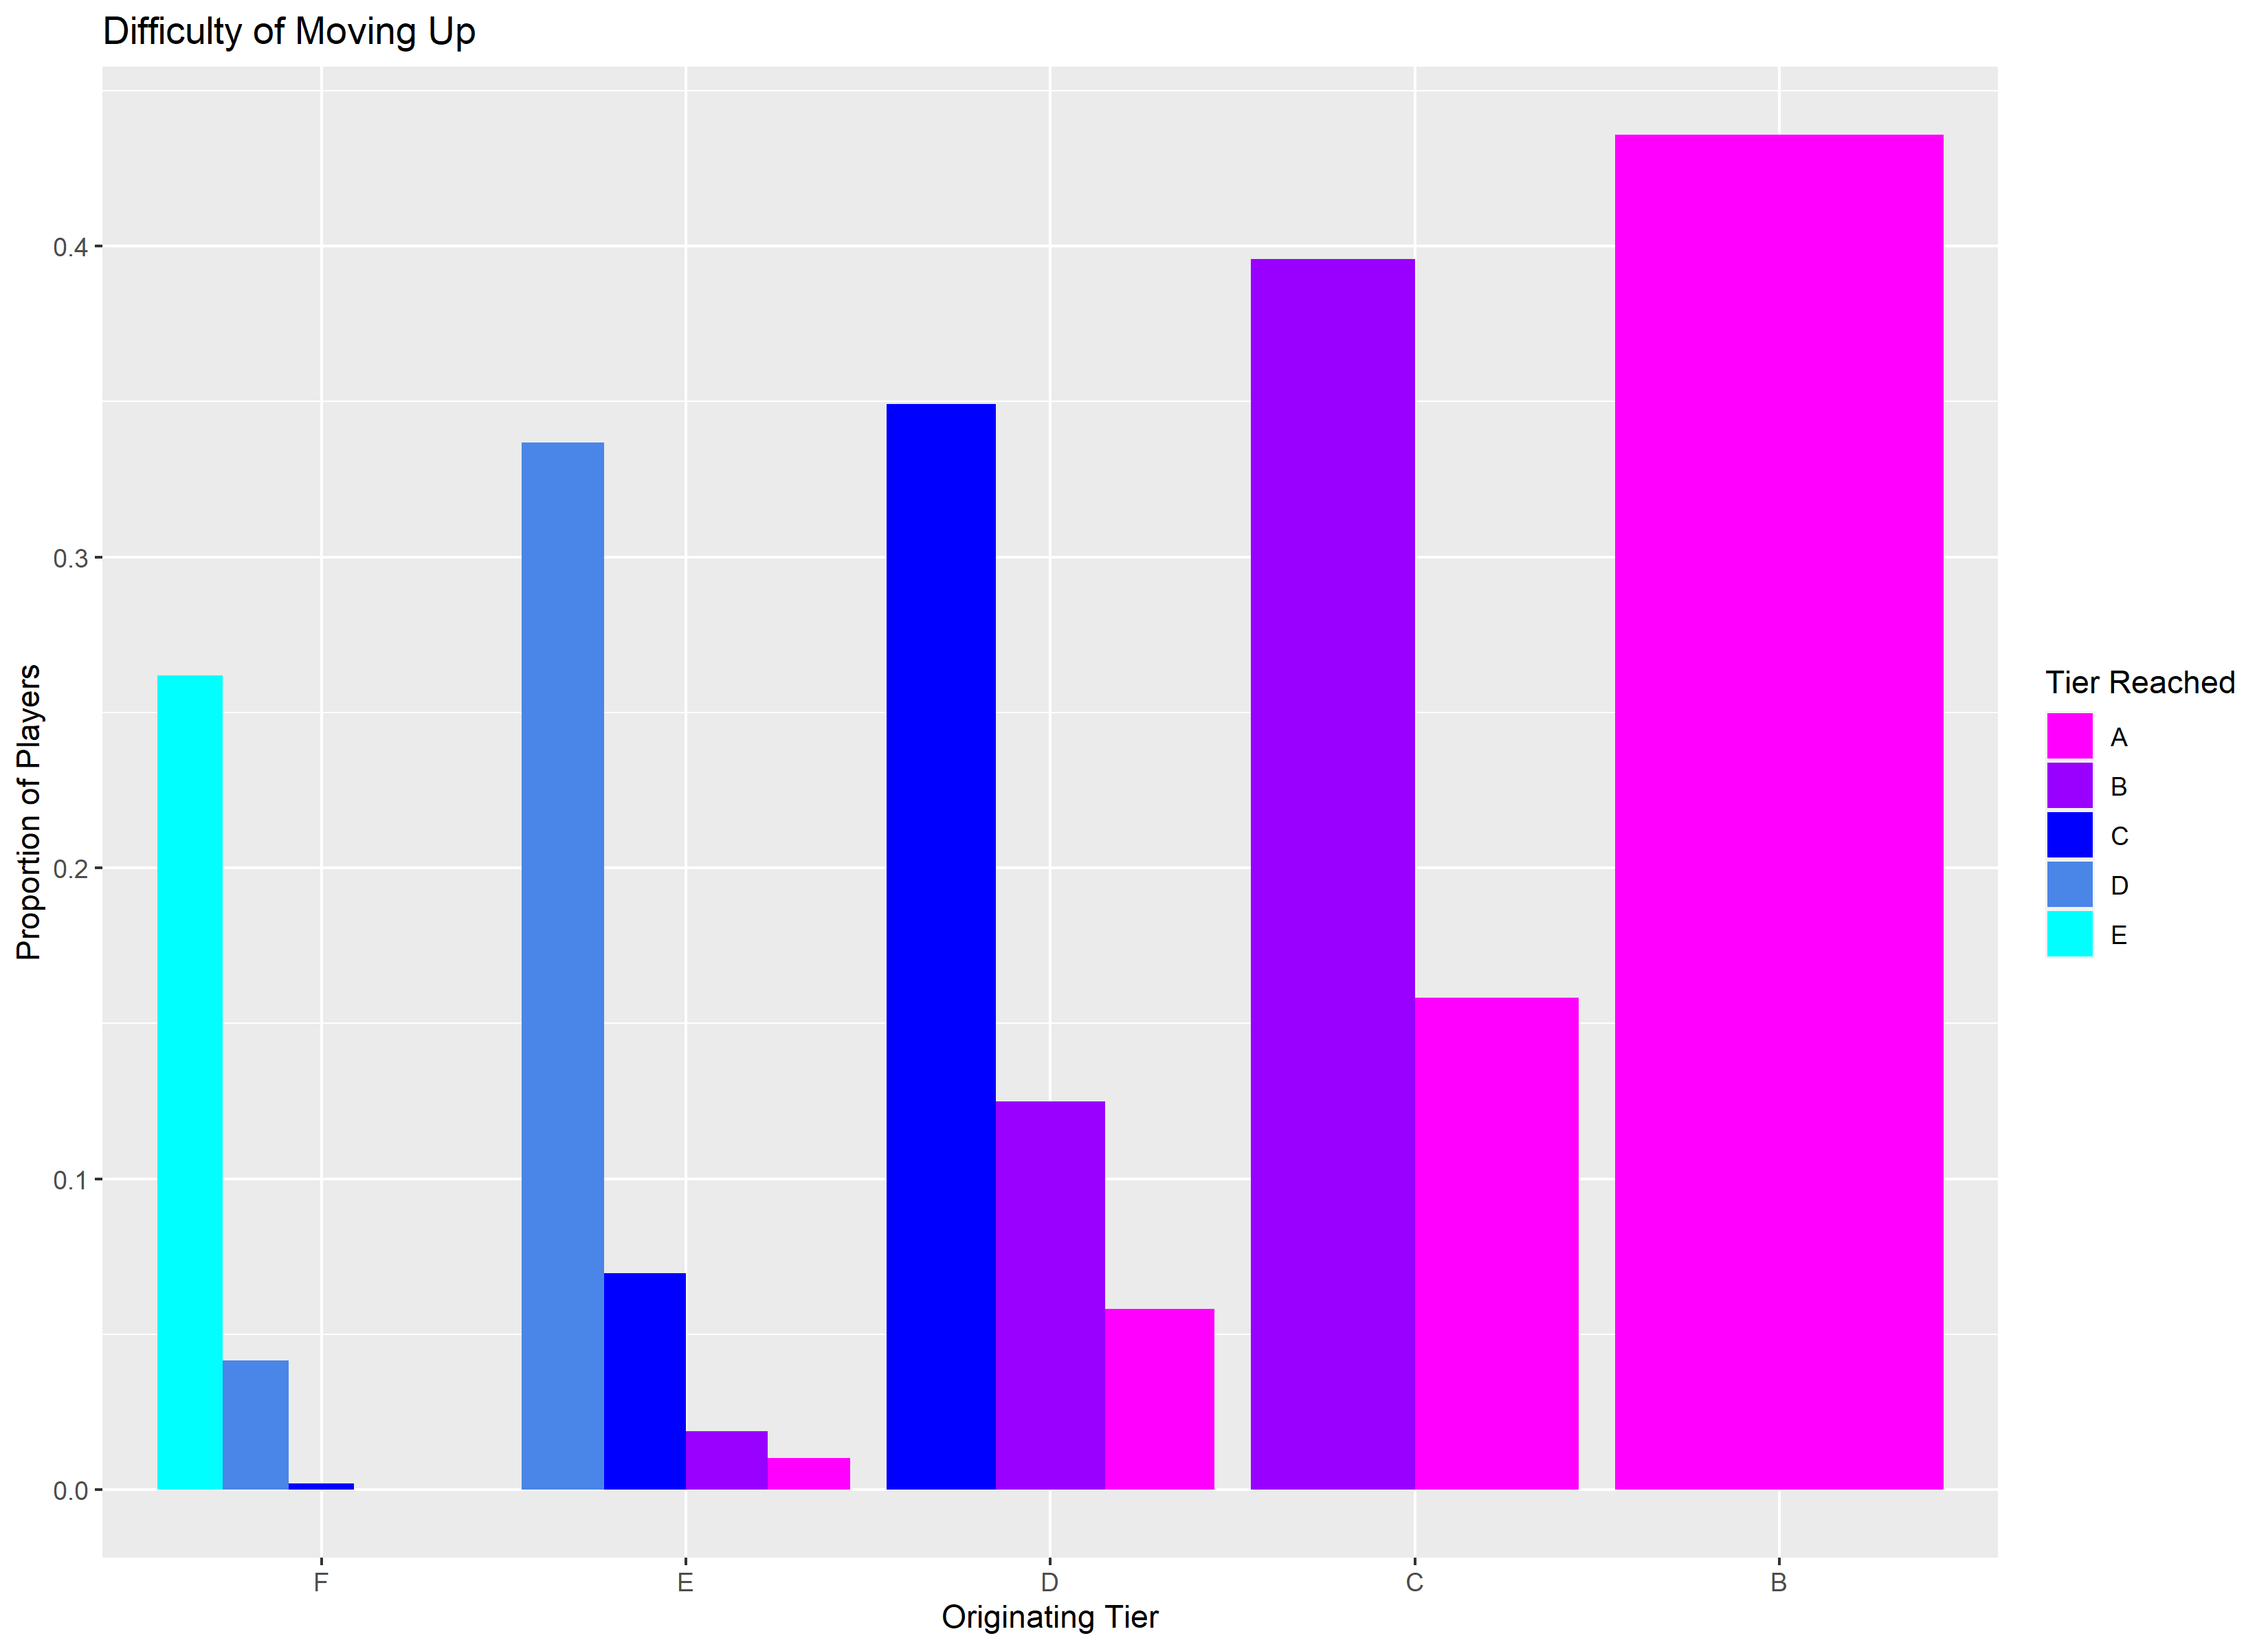 Difficulty of Moving Up
Proportion of Players
0.4
0.3
0.2
0.1
0.0
F
E
D
C
B
Originating Tier
Tier Reached
A
B
C
D
E